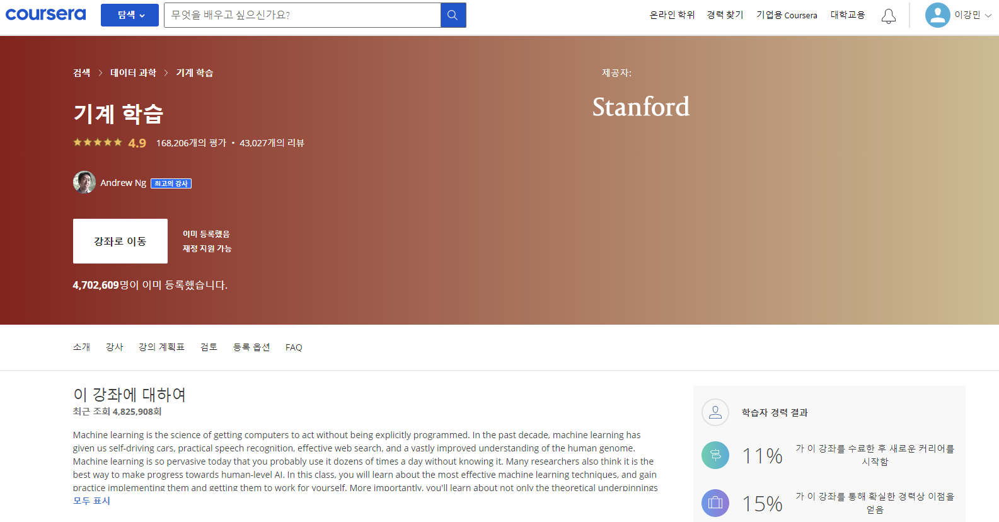 coursera
탐색
무엇을 배우고 싶으신가요?
온라인 학위
경력 찾기
기업용 Coursera
대학교용
이강민
검색 > 데이터 과학 > 기계 학습
제공자:
기계 학습
Stanford
4.9 168,206개의 평가 • 43,027개의 리뷰
Andrew Ng 최고의 강사
강좌로 이동
이미 등록했음
재정 지원 가능
4,702,609명이 이미 등록했습니다.
소개
강사
강의 계획표
검토
등록 옵션
FAQ
이 강좌에 대하여
최근 조회 4,825,908회
Machine learning is the science of getting computers to act without being explicitly programmed. In the past decade, machine learning has
given us self-driving cars, practical speech recognition, effective web search, and a vastly improved understanding of the human genome.
Machine learning is so pervasive today that you probably use it dozens of times a day without knowing it. Many researchers also think it is the
best way to make progress towards human-level AI. In this class, you will learn about the most effective machine learning techniques, and gain
practice implementing them and getting them to work for yourself. More importantly, you'll learn about not only the theoretical underpinnings
모두 표시
학습자 경력 결과
11%
가 이 강좌를 수료한 후 새로운 커리어를
시작함
15%
가 이 강좌를 통해 확실한 경력상 이점을
얻음